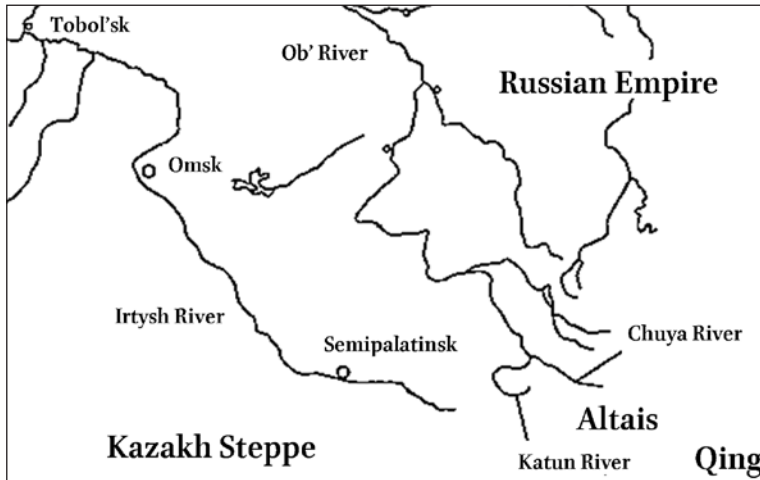 Tobol'sk
Ob’ River
Russian Empire
Omsk
Irtysh River
Semipalatinsk
Chuya River
Altais
Kazakh Steppe
Katun River
Qing